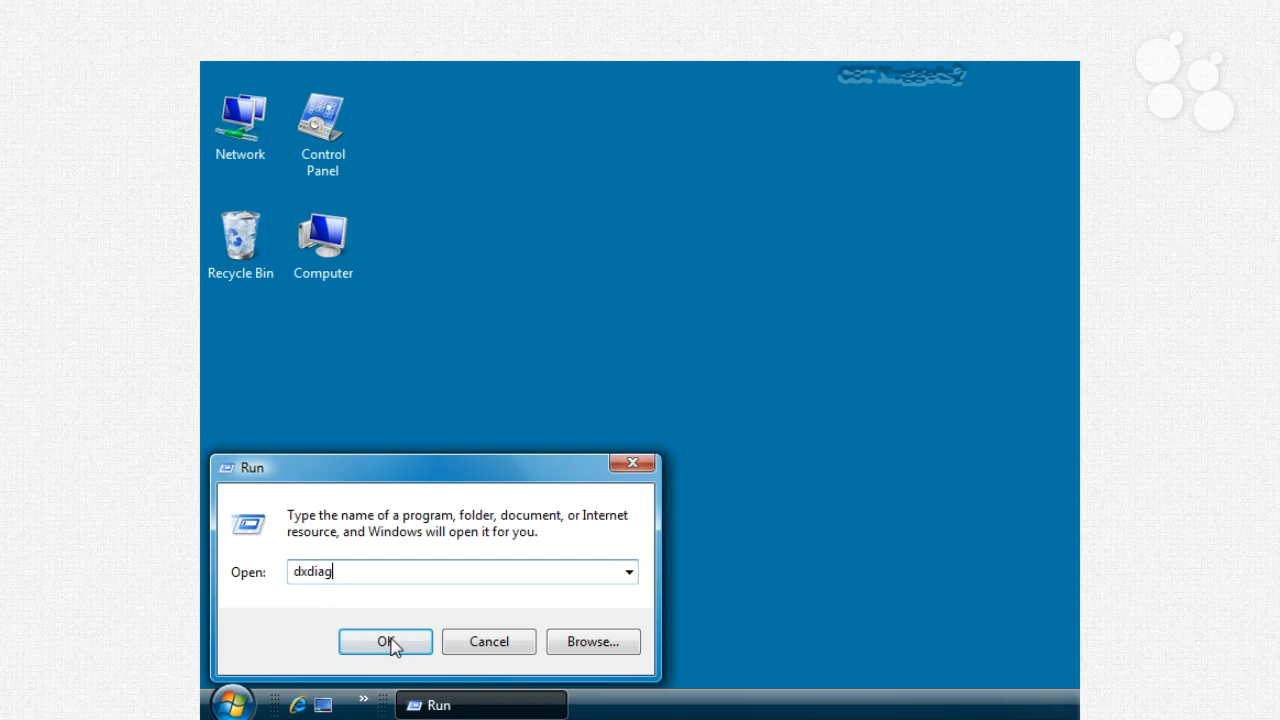 Network
Control
Panel
Recycle Bin
Computer
Run
Type the name of a program, folder, document, or Internet
resource, and Windows will open it for you.
Open:
dxdiag
OK
Cancel
Browse...
Run